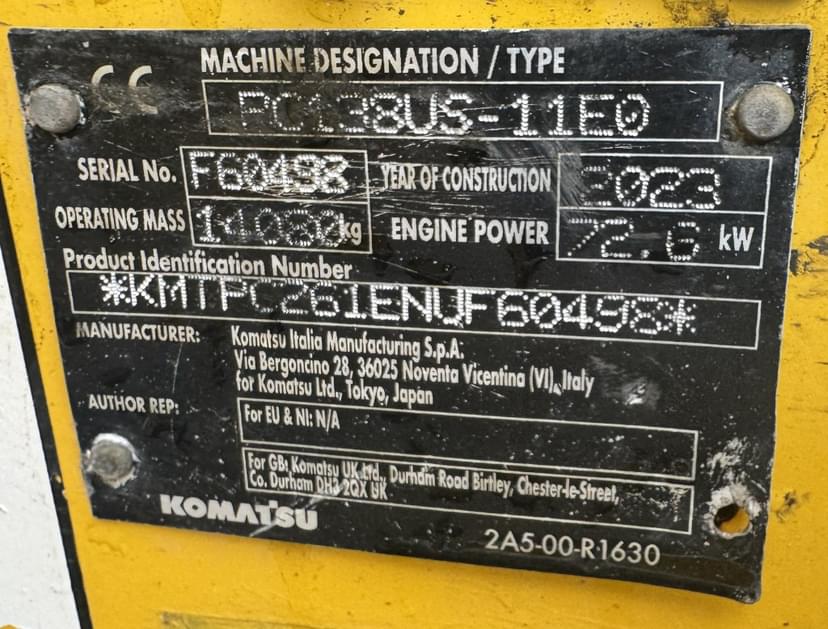 CE
MACHINE DESIGNATION / TYPE
PC138US-11E0
SERIAL No. F60498 YEAR OF CONSTRUCTION 2023
OPERATING MASS 14080kg ENGINE POWER 72.6 kW
Product Identification Number
*KMTPC261ENUF60498*
MANUFACTURER: Komatsu Italia Manufacturing S.p.A.
Via Bergoncino 28, 36025 Noventa Vicentina (VI), Italy
for Komatsu Ltd., Tokyo, Japan
AUTHOR REP: For EU & NI: N/A
For GB: Komatsu UK Ltd., Durham Road Birtley, Chester-le-Street,
Co. Durham DH3 2QX UK
KOMATSU
2A5-00-R1630